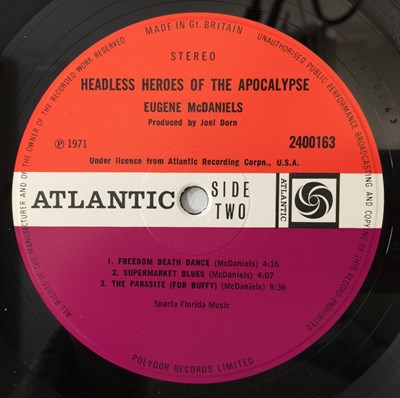 MADE IN Gt. BRITAIN
ALL RIGHTS OF THE MANUFACTURER AND OF THE OWNER OF THE RECORDED WORK RESERVED
UNAUTHORISED PUBLIC PERFORMANCE BROADCASTING AND COPYING OF THIS RECORD PROHIBITED
STEREO
HEADLESS HEROES OF THE APOCALYPSE
EUGENE McDANIELS
Produced by Joel Dorn
℗ 1971
2400163
Under licence from Atlantic Recording Corpn., U.S.A.
ATLANTIC
SIDE
TWO
ATLANTIC
1. FREEDOM DEATH DANCE (McDaniels) 4:16
2. SUPERMARKET BLUES (McDaniels) 4:07
3. THE PARASITE (FOR BUFFY) (McDaniels) 9:36
Sparta Florida Music
POLYDOR RECORDS LIMITED